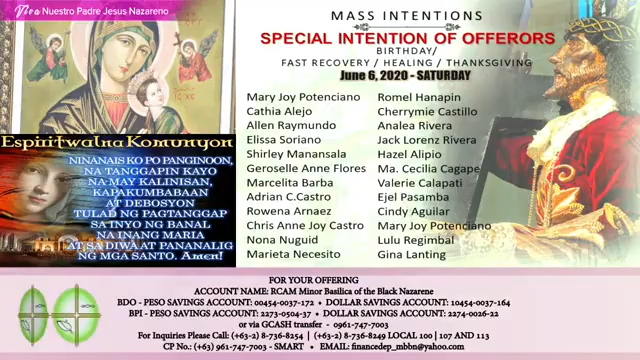 Viva Nuestro Padre Jesus Nazareno
MASS INTENTIONS
SPECIAL INTENTION OF OFFERORS
BIRTHDAY/
FAST RECOVERY / HEALING / THANKSGIVING
June 6, 2020 - SATURDAY
Mary Joy Potenciano
Cathia Alejo
Allen Raymundo
Elissa Soriano
Shirley Manansala
Geroselle Anne Flores
Marcelita Barba
Adrian C.Castro
Rowena Arnaez
Chris Anne Joy Castro
Nona Nuguid
Marieta Necesito
Romel Hanapin
Cherrymie Castillo
Analea Rivera
Jack Lorenz Rivera
Hazel Alipio
Ma. Cecilia Cagape
Valerie Calapati
Ejel Pasamba
Cindy Aguilar
Mary Joy Potenciano
Lulu Regimbal
Gina Lanting
Espiritwal na Komunyon
NINANAIS KO PO PANGINOON,
NA TANGGAPIN KAYO
NA MAY KALINISAN,
KAPAKUMBABAAN
AT DEBOSYON
TULAD NG PAGTANGGAP
SA INYO NG BANAL
NA INANG MARIA
AT SA DIWA AT PANANALIG
NG MGA SANTO. Amen!
FOR YOUR OFFERING
ACCOUNT NAME: RCAM Minor Basilica of the Black Nazarene
BDO - PESO SAVINGS ACCOUNT: 00454-0037-172 • DOLLAR SAVINGS ACCOUNT: 10454-0037-164
BPI - PESO SAVINGS ACCOUNT: 2273-0504-37 • DOLLAR SAVINGS ACCOUNT: 2274-0026-22
or via GCASH transfer - 0961-747-7003
For Inquiries Please Call: (+63-2) 8-736-8254 | (+63-2) 8-736-8249 LOCAL 100 | 107 AND 113
CP No.: (+63) 961-747-7003 - SMART • EMAIL: financedep_mbbn@yahoo.com